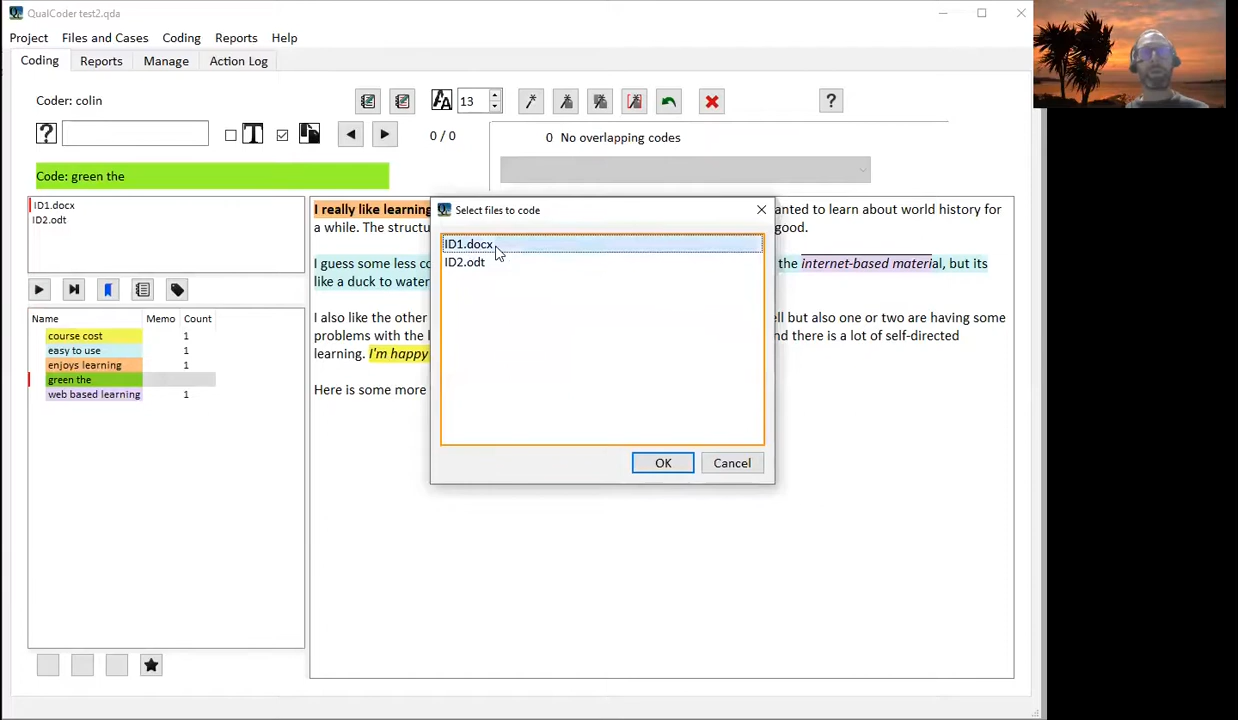 QualCoder test2.qda
Project Files and Cases Coding Reports Help
Coding Reports Manage Action Log
Coder: colin
13
?
?
0 / 0
0 No overlapping codes
Code: green the
ID1.docx
ID2.odt
Name Memo Count
course cost 1
easy to use 1
enjoys learning 1
green the
web based learning 1
I really like learning
anted to learn about world history for
a while. The structu
good.
I guess some less co
the internet-based material, but its
like a duck to water
I also like the other
ell but also one or two are having some
problems with the
nd there is a lot of self-directed
learning. I'm happy
Here is some more
Select files to code
ID1.docx
ID2.odt
OK Cancel